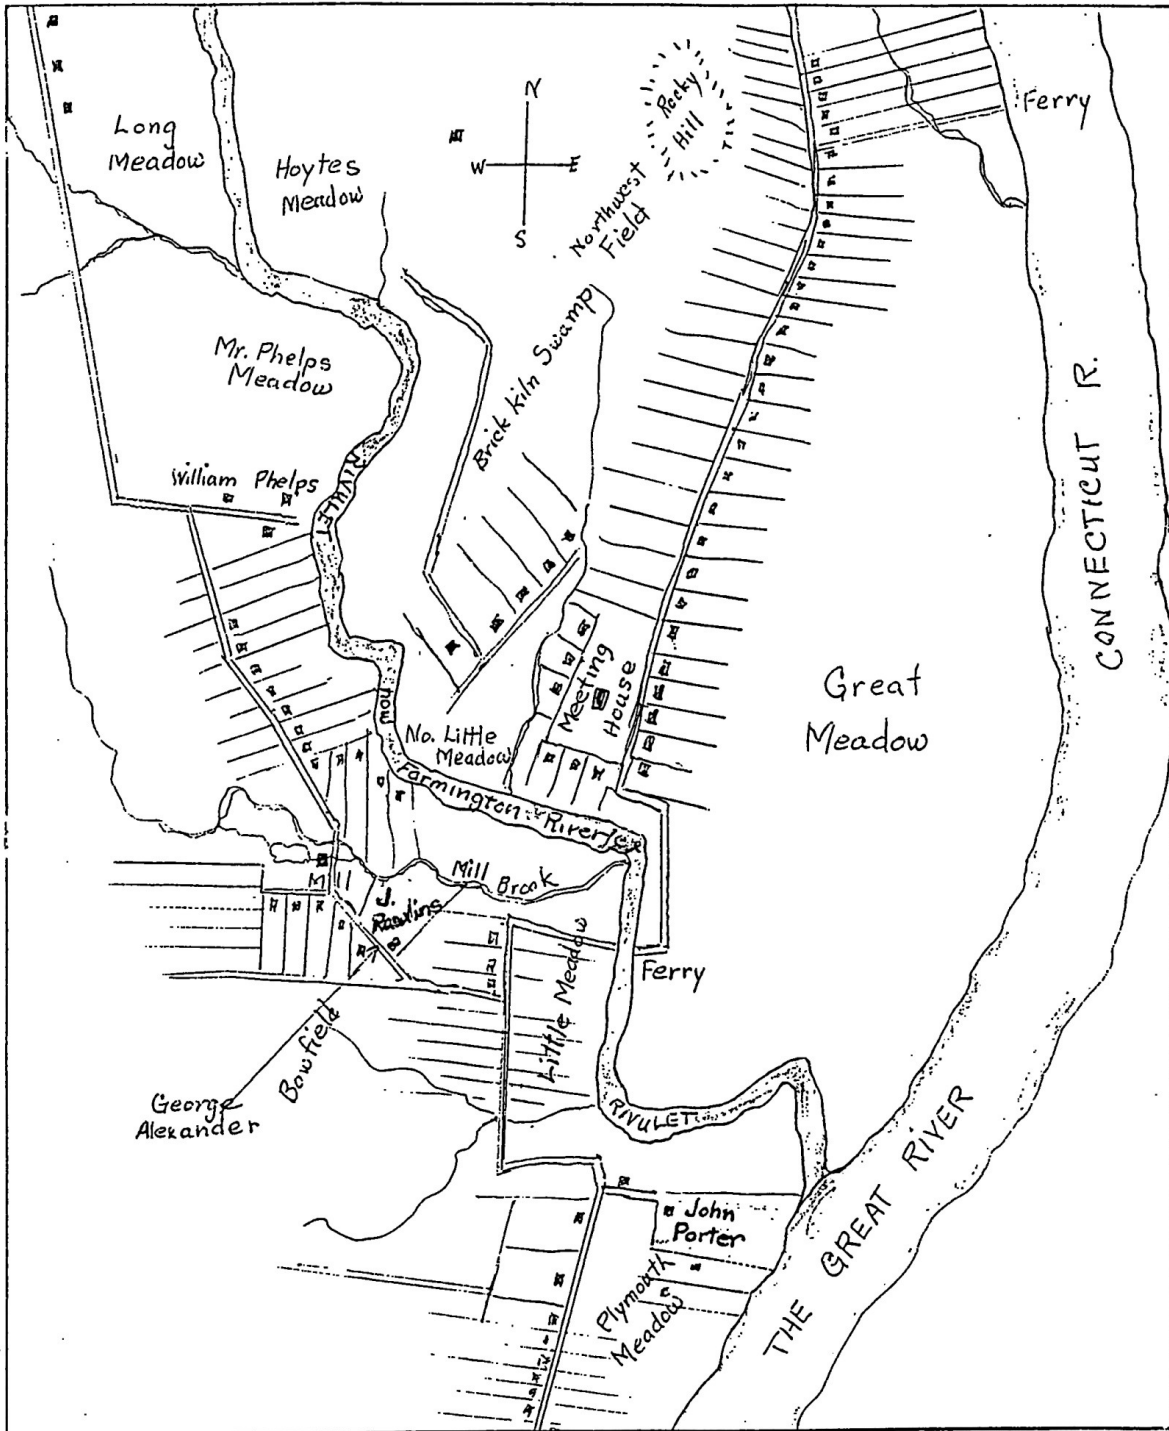 N
W
E
S
Rocky
Hill
Ferry
Long
Meadow
Hoytes
Meadow
Northwest
Field
Mr. Phelps
Meadow
Brick Kiln Swamp
CONNECTICUT R.
William Phelps
RIVULET
Meeting
House
Great
Meadow
now
No. Little
Meadow
Farmington River
Mill Brook
Mill
J.
Rawlins
Little Meadow
Ferry
Bowfield
George
Alexander
RIVULET
THE GREAT RIVER
John
Porter
Plymouth
Meadow